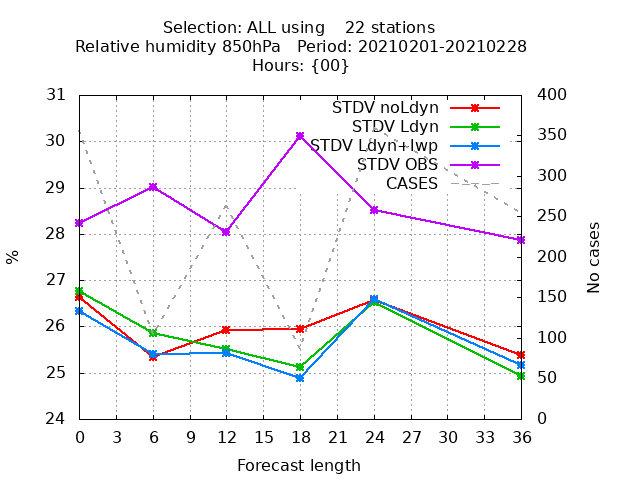 Selection: ALL using    22 stations
Relative humidity 850hPa   Period: 20210201-20210228
Hours: {00}
31 400
STDV noLdyn
STDV Ldyn
30 350
STDV Ldyn+lwp
STDV OBS
CASES
29 300
28 250
%
No cases
27 200
150
26 100
25 50
24 0
0 3 6 9 12 15 18 21 24 27 30 33 36
Forecast length